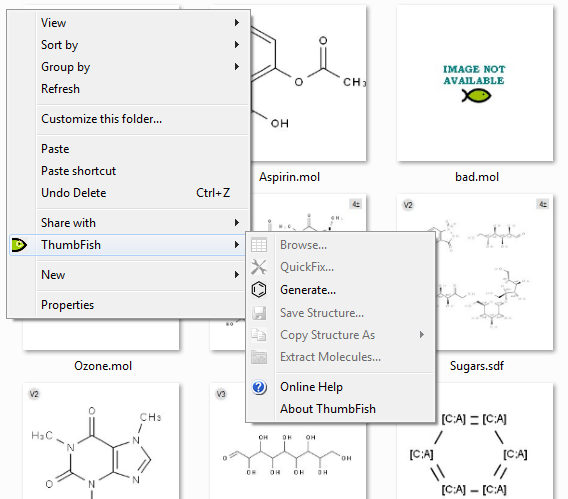 View
Sort by
Group by
Refresh
Customize this folder...
Paste
Paste shortcut
Undo Delete Ctrl+Z
Share with
ThumbFish
New
Properties
Browse...
QuickFix...
Generate...
Save Structure...
Copy Structure As
Extract Molecules...
Online Help
About ThumbFish
O
O
CH₃
OH
Aspirin.mol
IMAGE NOT
AVAILABLE
bad.mol
4±
V2
4±
Ozone.mol
Sugars.sdf
V2
O
CH₃
H₃C
N
N
O
N
N
V3
OH
OH
OH
OH
O
OH
OH
OH
OH
[C:A]
[C:A]
[C:A]
[C:A]
[C:A]
[C:A]